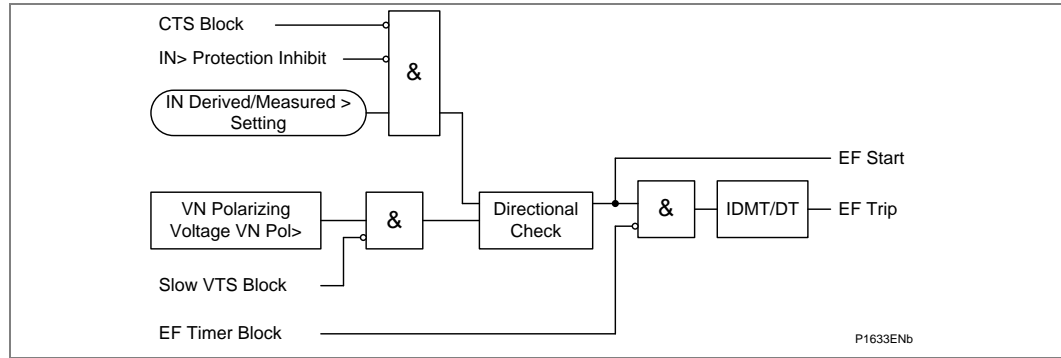 CTS Block
IN> Protection Inhibit
&
IN Derived/Measured >
Setting
EF Start
VN Polarizing
Voltage VN Pol>
&
Directional
Check
&
IDMT/DT
EF Trip
Slow VTS Block
EF Timer Block
P1633ENb